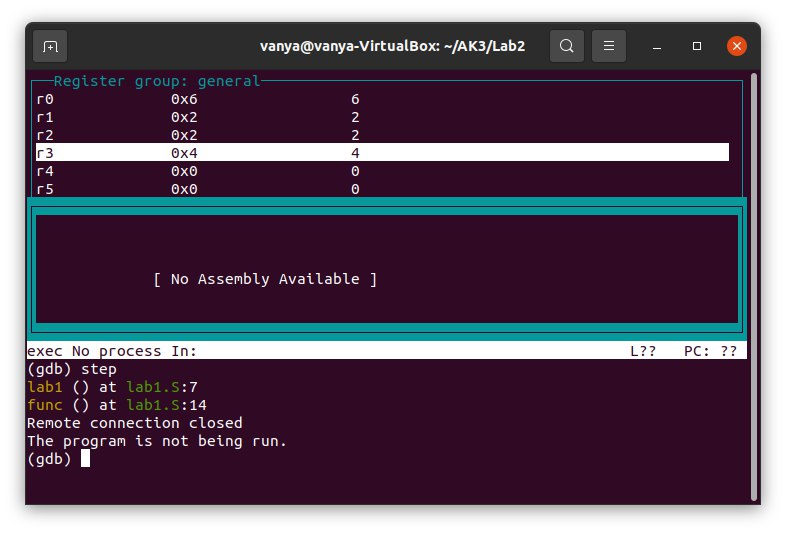 vanya@vanya-VirtualBox: ~/AK3/Lab2
Register group: general
r0 0x6 6
r1 0x2 2
r2 0x2 2
r3 0x4 4
r4 0x0 0
r5 0x0 0
[ No Assembly Available ]
exec No process In: L?? PC: ??
(gdb) step
lab1 () at lab1.S:7
func () at lab1.S:14
Remote connection closed
The program is not being run.
(gdb)